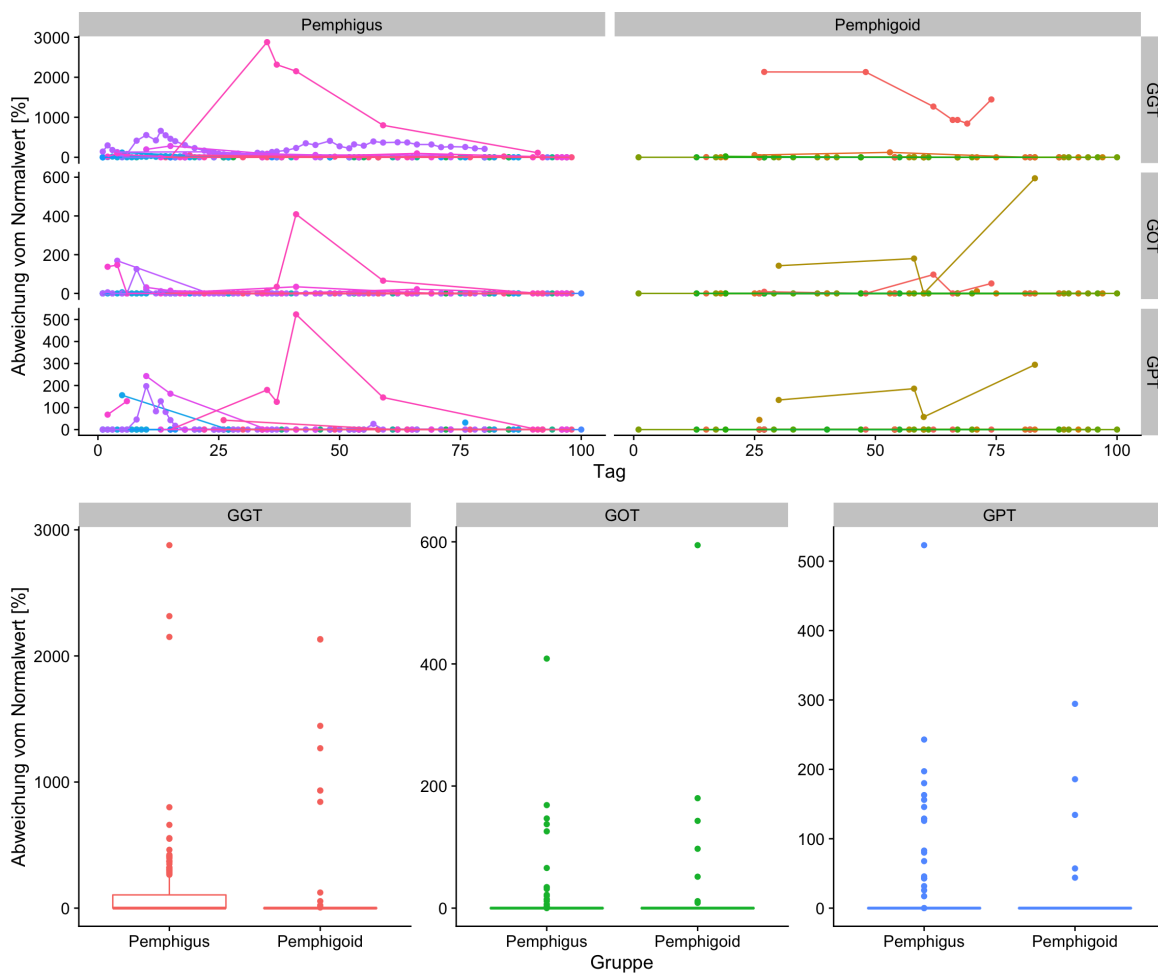 Pemphigus Pemphigoid
Abweichung vom Normalwert [%]
3000
2000
1000
0
GGT
600
400
200
0
GOT
500
400
300
200
100
0
GPT
0 25 50 75 100 0 25 50 75 100
Tag
GGT GOT GPT
Abweichung vom Normalwert [%]
3000
2000
1000
0
600
400
200
0
500
400
300
200
100
0
Pemphigus Pemphigoid Pemphigus Pemphigoid Pemphigus Pemphigoid
Gruppe